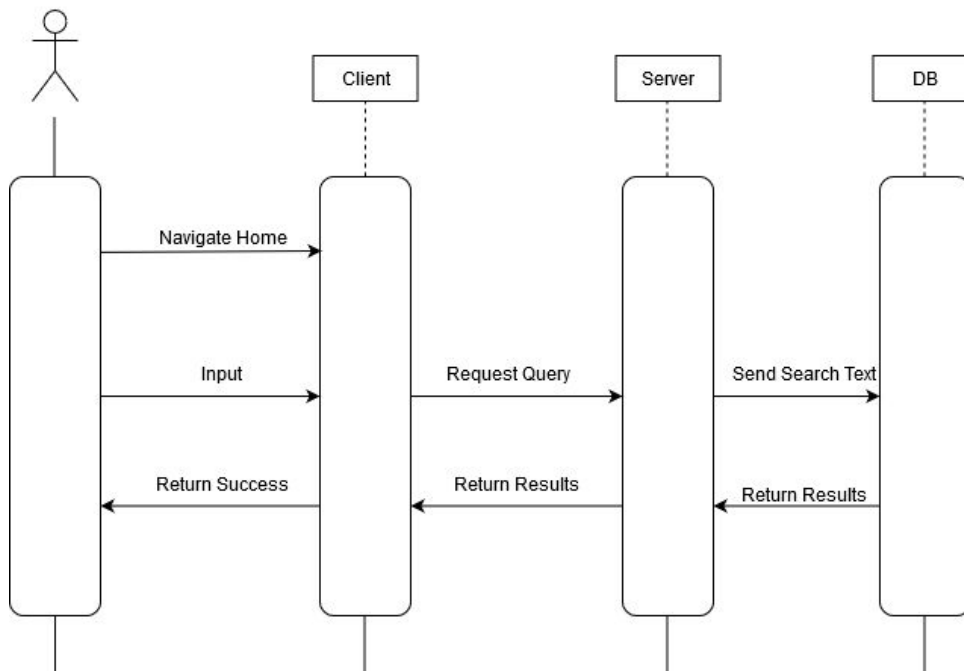 Client
Server
DB
Navigate Home
Input
Request Query
Send Search Text
Return Success
Return Results
Return Results